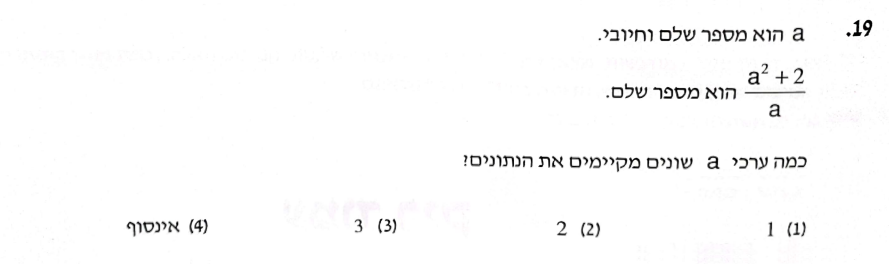 .19 a הוא מספר שלם וחיובי.
$\frac{a^2+2}{a}$ הוא מספר שלם.
כמה ערכי a שונים מקיימים את הנתונים?
(1) 1 (2) 2 (3) 3 (4) אינסוף